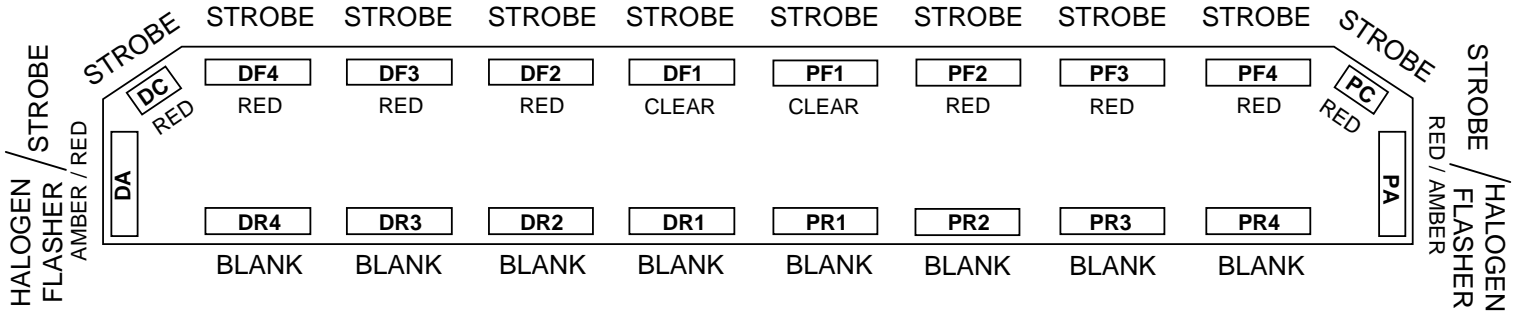 STROBE STROBE STROBE STROBE STROBE STROBE STROBE STROBE
STROBE
STROBE
DF4 DF3 DF2 DF1 PF1 PF2 PF3 PF4
DC
PC
RED RED RED CLEAR CLEAR RED RED RED
RED
RED
HALOGEN / STROBE
FLASHER
AMBER / RED
DA
PA
RED / AMBER
STROBE / HALOGEN
FLASHER
DR4 DR3 DR2 DR1 PR1 PR2 PR3 PR4
BLANK BLANK BLANK BLANK BLANK BLANK BLANK BLANK